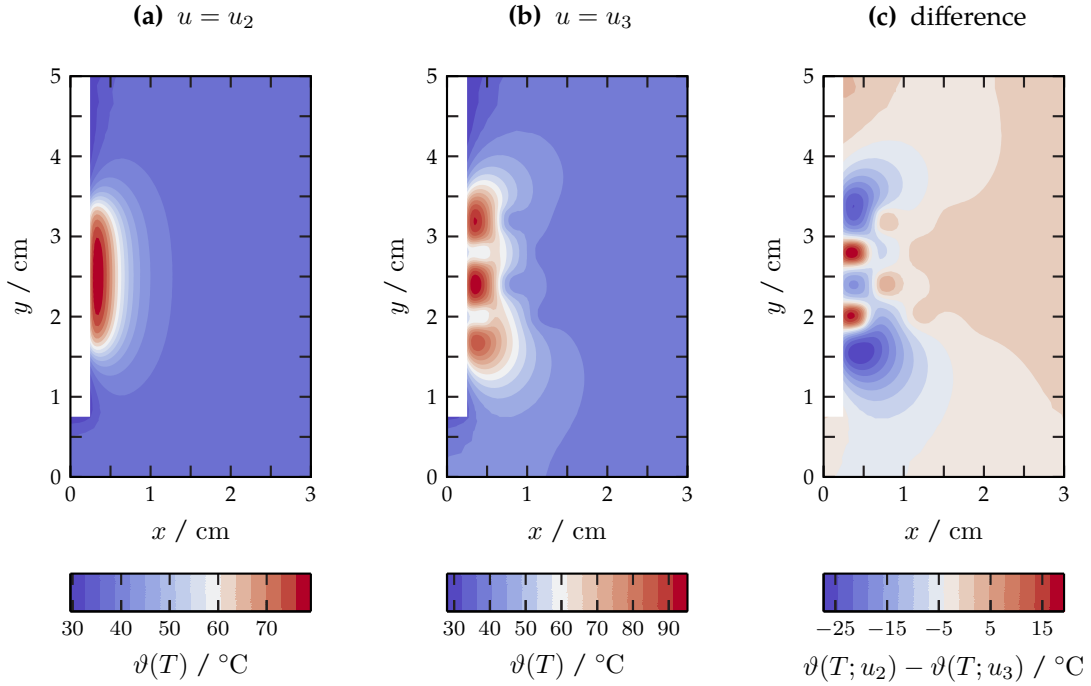 (a) u = u₂
(b) u = u₃
(c) difference
5
4
3
2
1
0
y / cm
0
1
2
3
x / cm
5
4
3
2
1
0
y / cm
0
1
2
3
x / cm
5
4
3
2
1
0
y / cm
0
1
2
3
x / cm
30 40 50 60 70
ϑ(T) / °C
30 40 50 60 70 80 90
ϑ(T) / °C
−25 −15 −5 5 15
ϑ(T; u₂) − ϑ(T; u₃) / °C